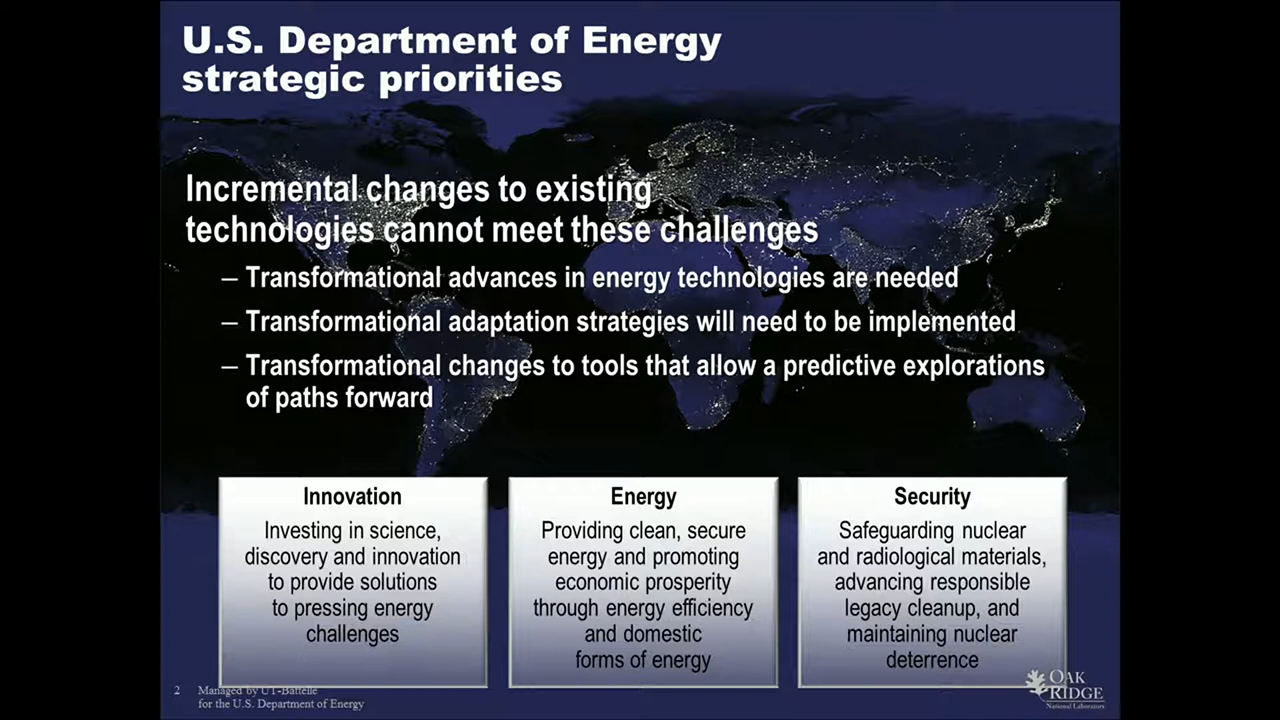 U.S. Department of Energy
strategic priorities
Incremental changes to existing
technologies cannot meet these challenges
– Transformational advances in energy technologies are needed
– Transformational adaptation strategies will need to be implemented
– Transformational changes to tools that allow a predictive explorations
of paths forward
Innovation
Investing in science,
discovery and innovation
to provide solutions
to pressing energy
challenges
Energy
Providing clean, secure
energy and promoting
economic prosperity
through energy efficiency
and domestic
forms of energy
Security
Safeguarding nuclear
and radiological materials,
advancing responsible
legacy cleanup, and
maintaining nuclear
deterrence
2 Managed by UT-Battelle
for the U.S. Department of Energy
OAK
RIDGE
National Laboratory